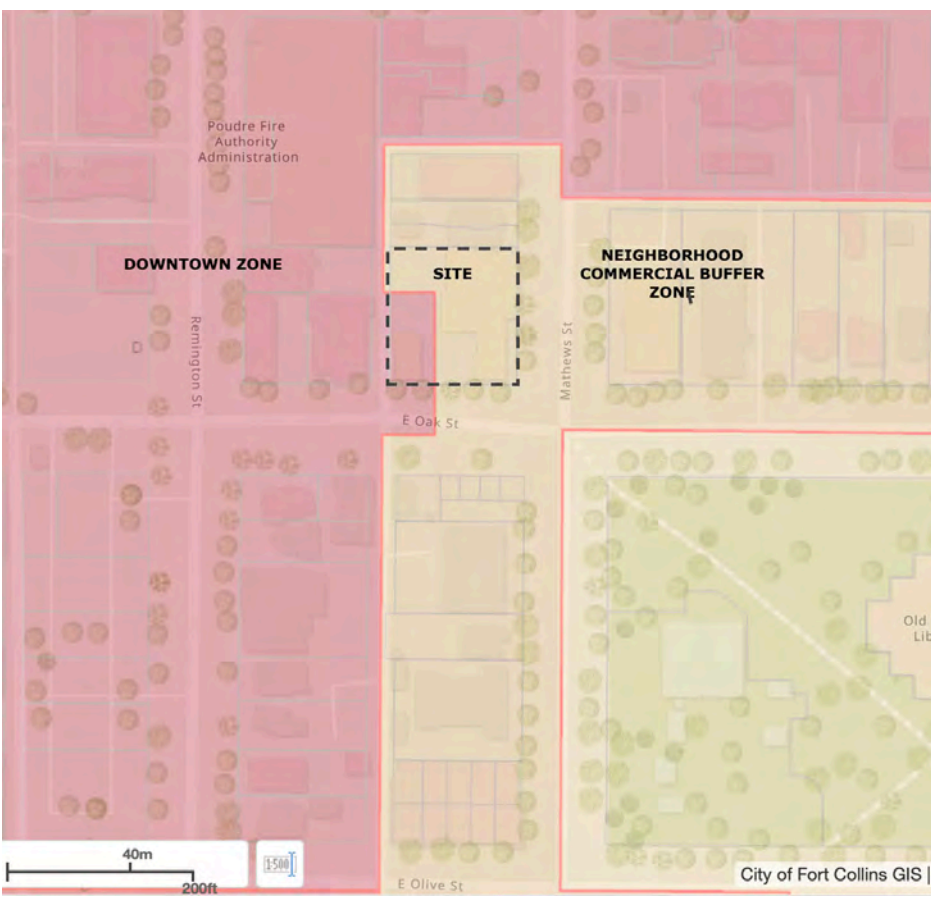 Poudre Fire
Authority
Administration
DOWNTOWN ZONE
SITE
NEIGHBORHOOD
COMMERCIAL BUFFER
ZONE
Remington St
Mathews St
E Oak St
Old
Lib
40m
200ft
1:500
E Olive St
City of Fort Collins GIS |